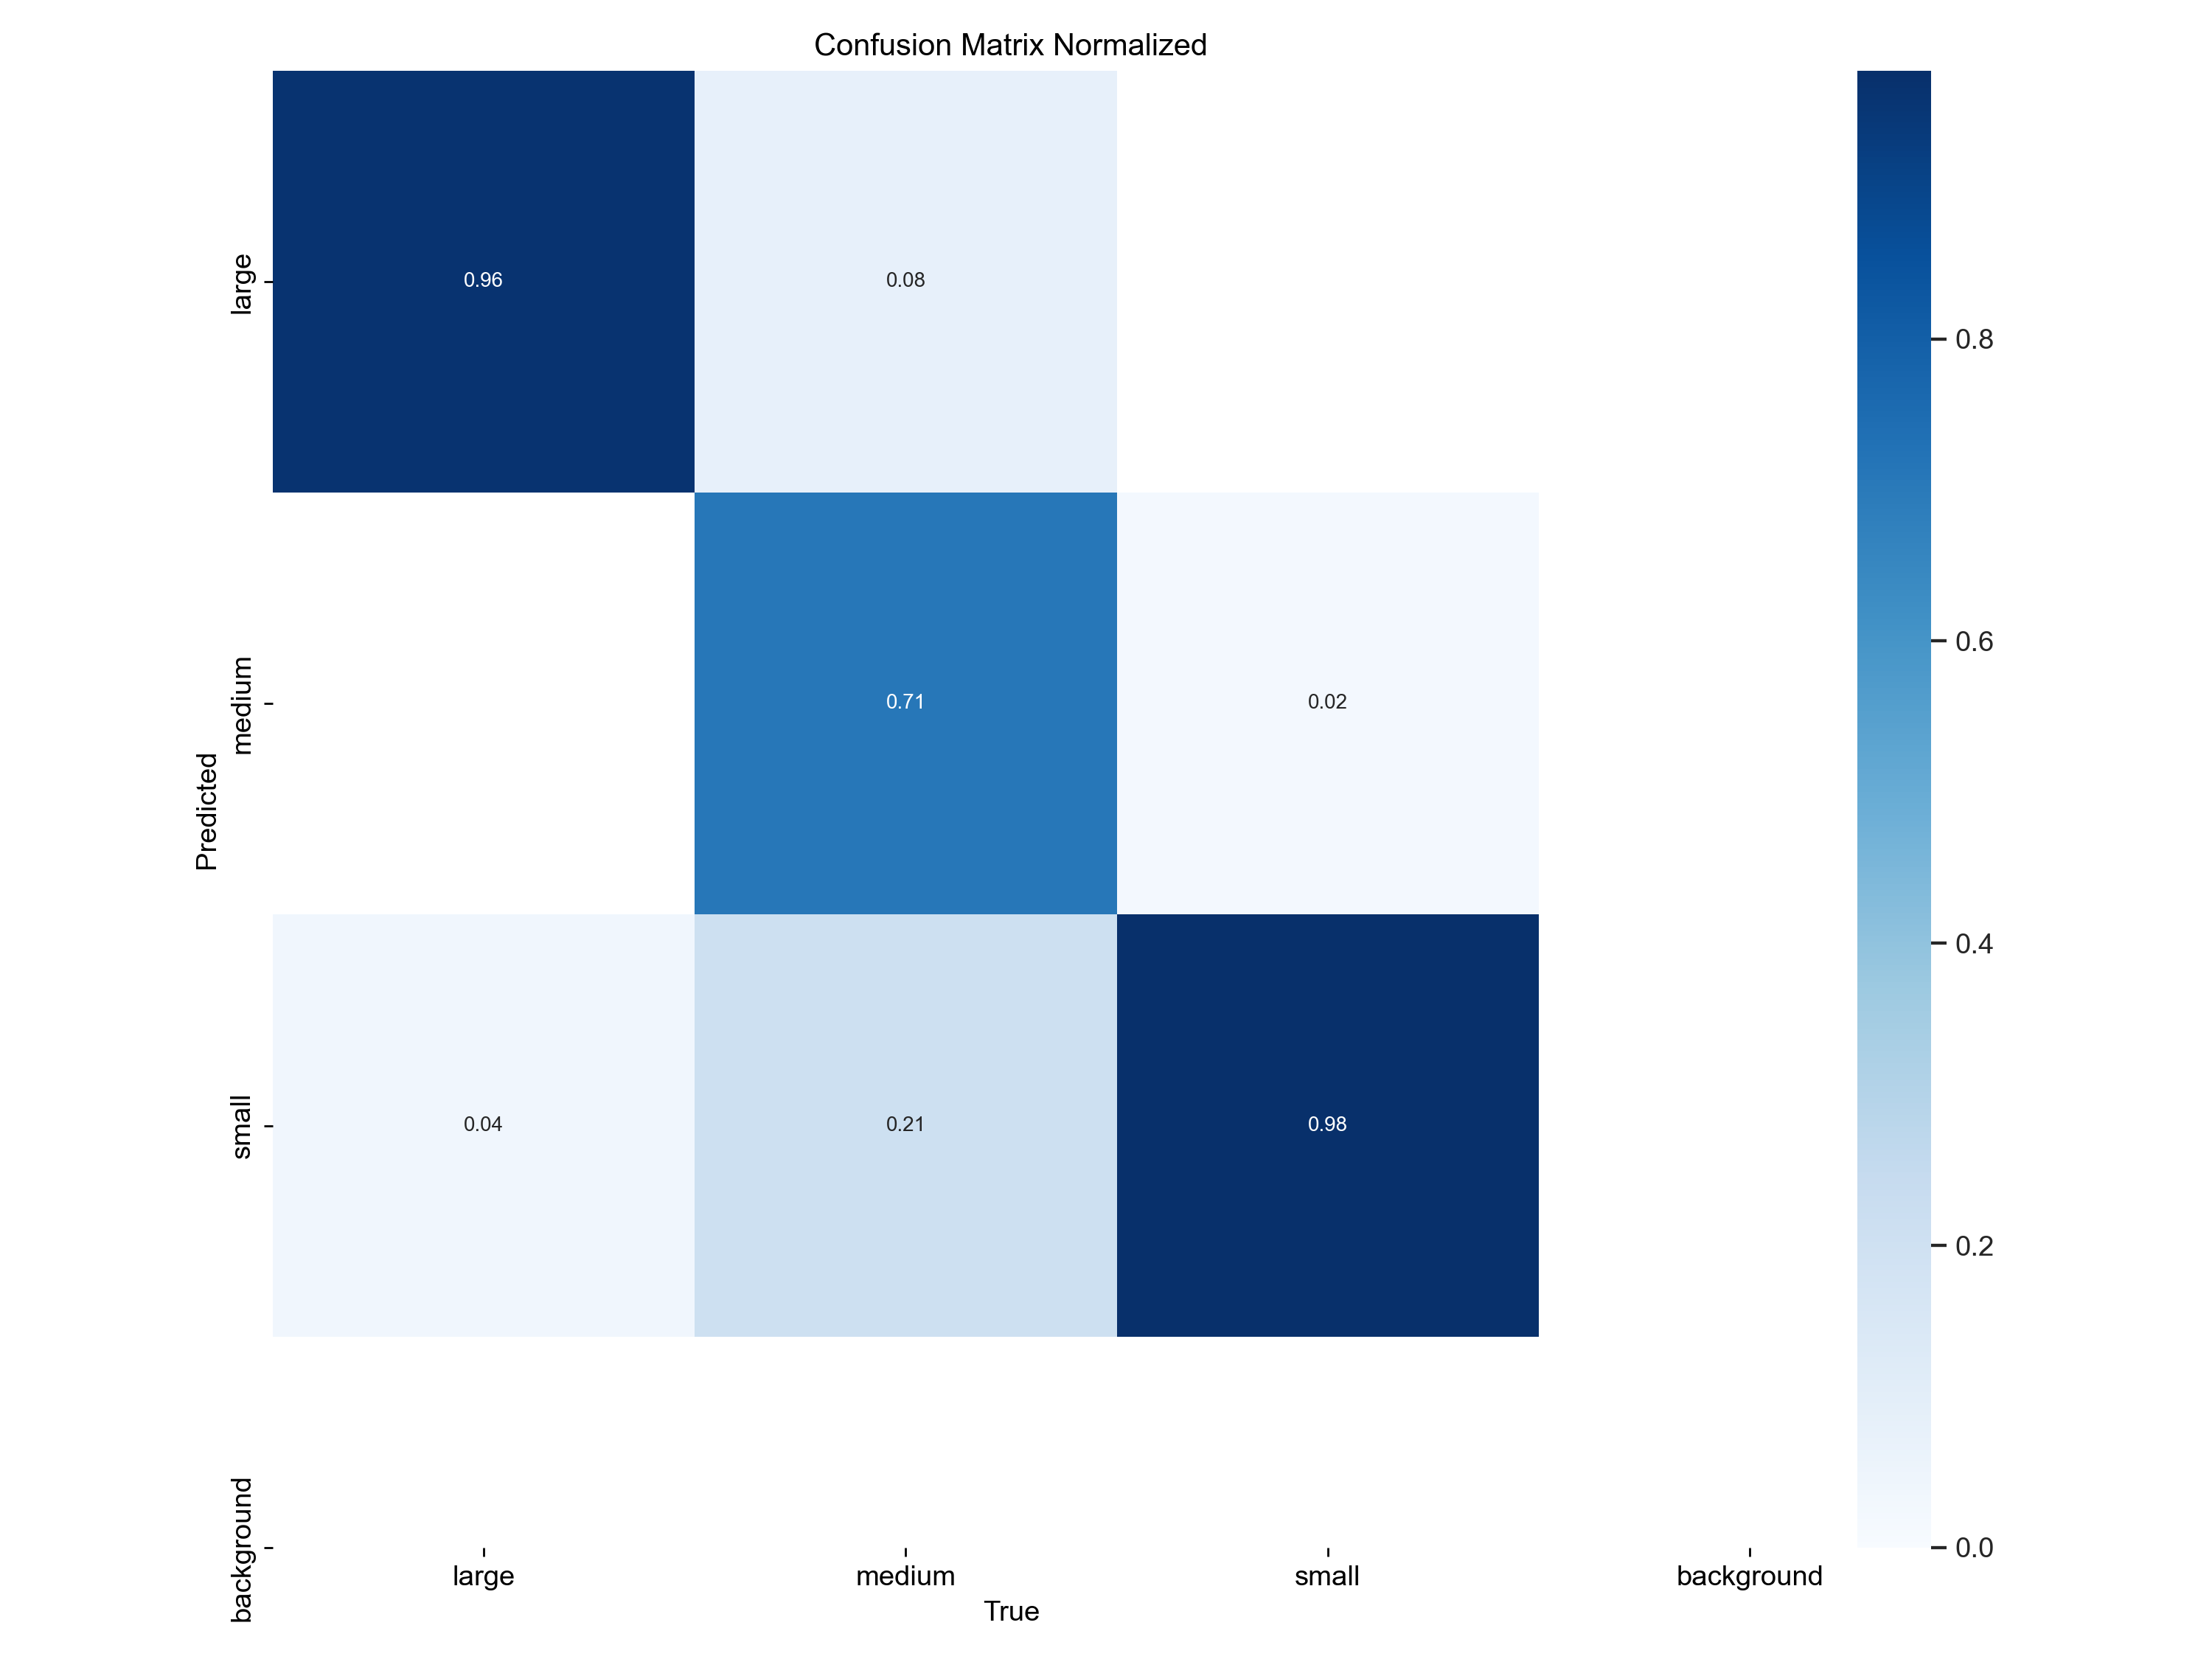 Confusion Matrix Normalized
Predicted
large
0.96
0.08
medium
0.71
0.02
small
0.04
0.21
0.98
background
large
medium
small
background
True
0.8
0.6
0.4
0.2
0.0